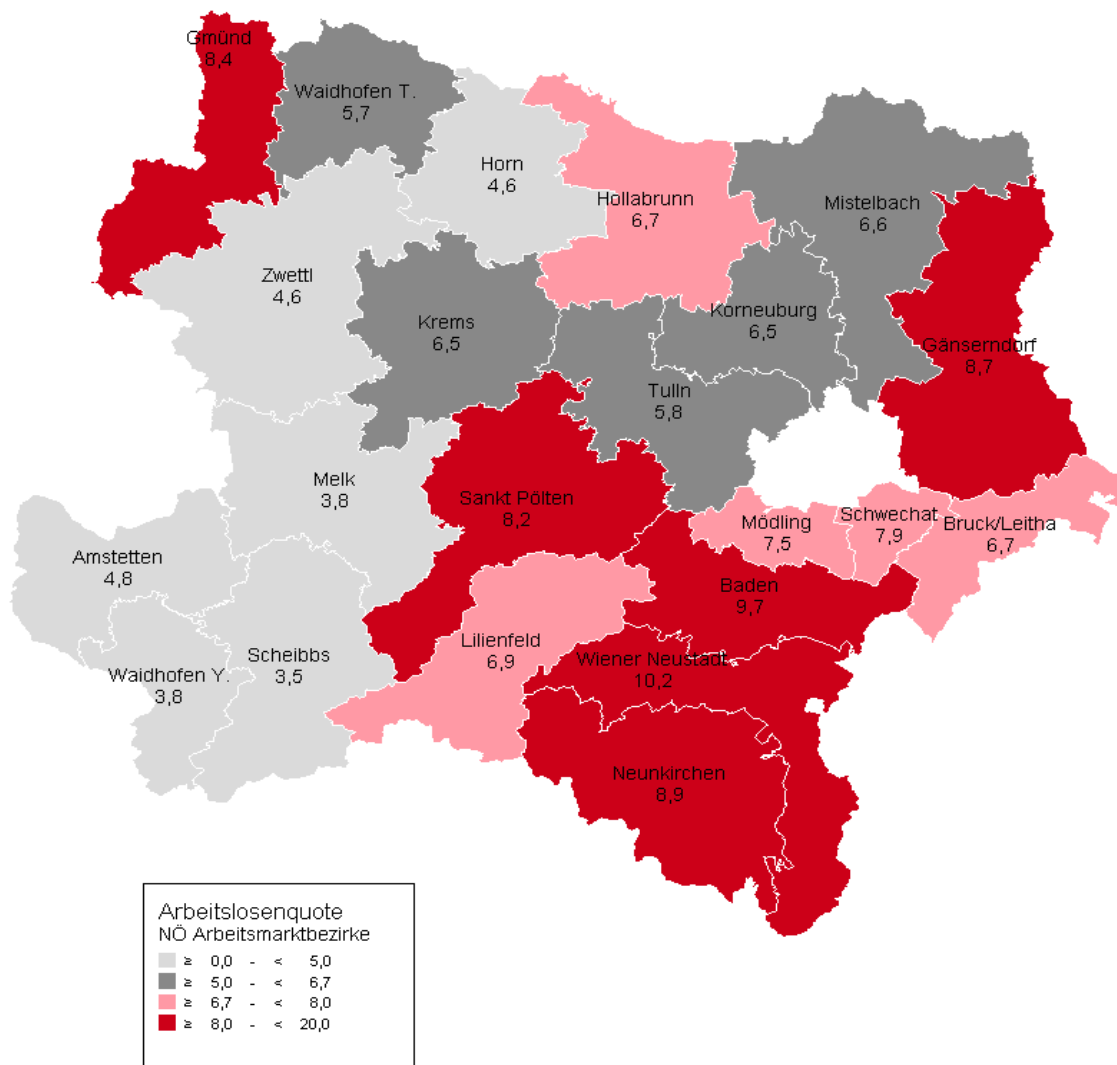 Gmünd
8,4
Waidhofen T.
5,7
Horn
4,6
Hollabrunn
6,7
Mistelbach
6,6
Zwettl
4,6
Krems
6,5
Korneuburg
6,5
Gänserndorf
8,7
Tulln
5,8
Melk
3,8
Sankt Pölten
8,2
Mödling
7,5
Schwechat
7,9
Bruck/Leitha
6,7
Amstetten
4,8
Baden
9,7
Lilienfeld
6,9
Scheibbs
3,5
Waidhofen Y.
3,8
Wiener Neustadt
10,2
Neunkirchen
8,9
Arbeitslosenquote
NÖ Arbeitsmarktbezirke
≥ 0,0 - < 5,0
≥ 5,0 - < 6,7
≥ 6,7 - < 8,0
≥ 8,0 - < 20,0